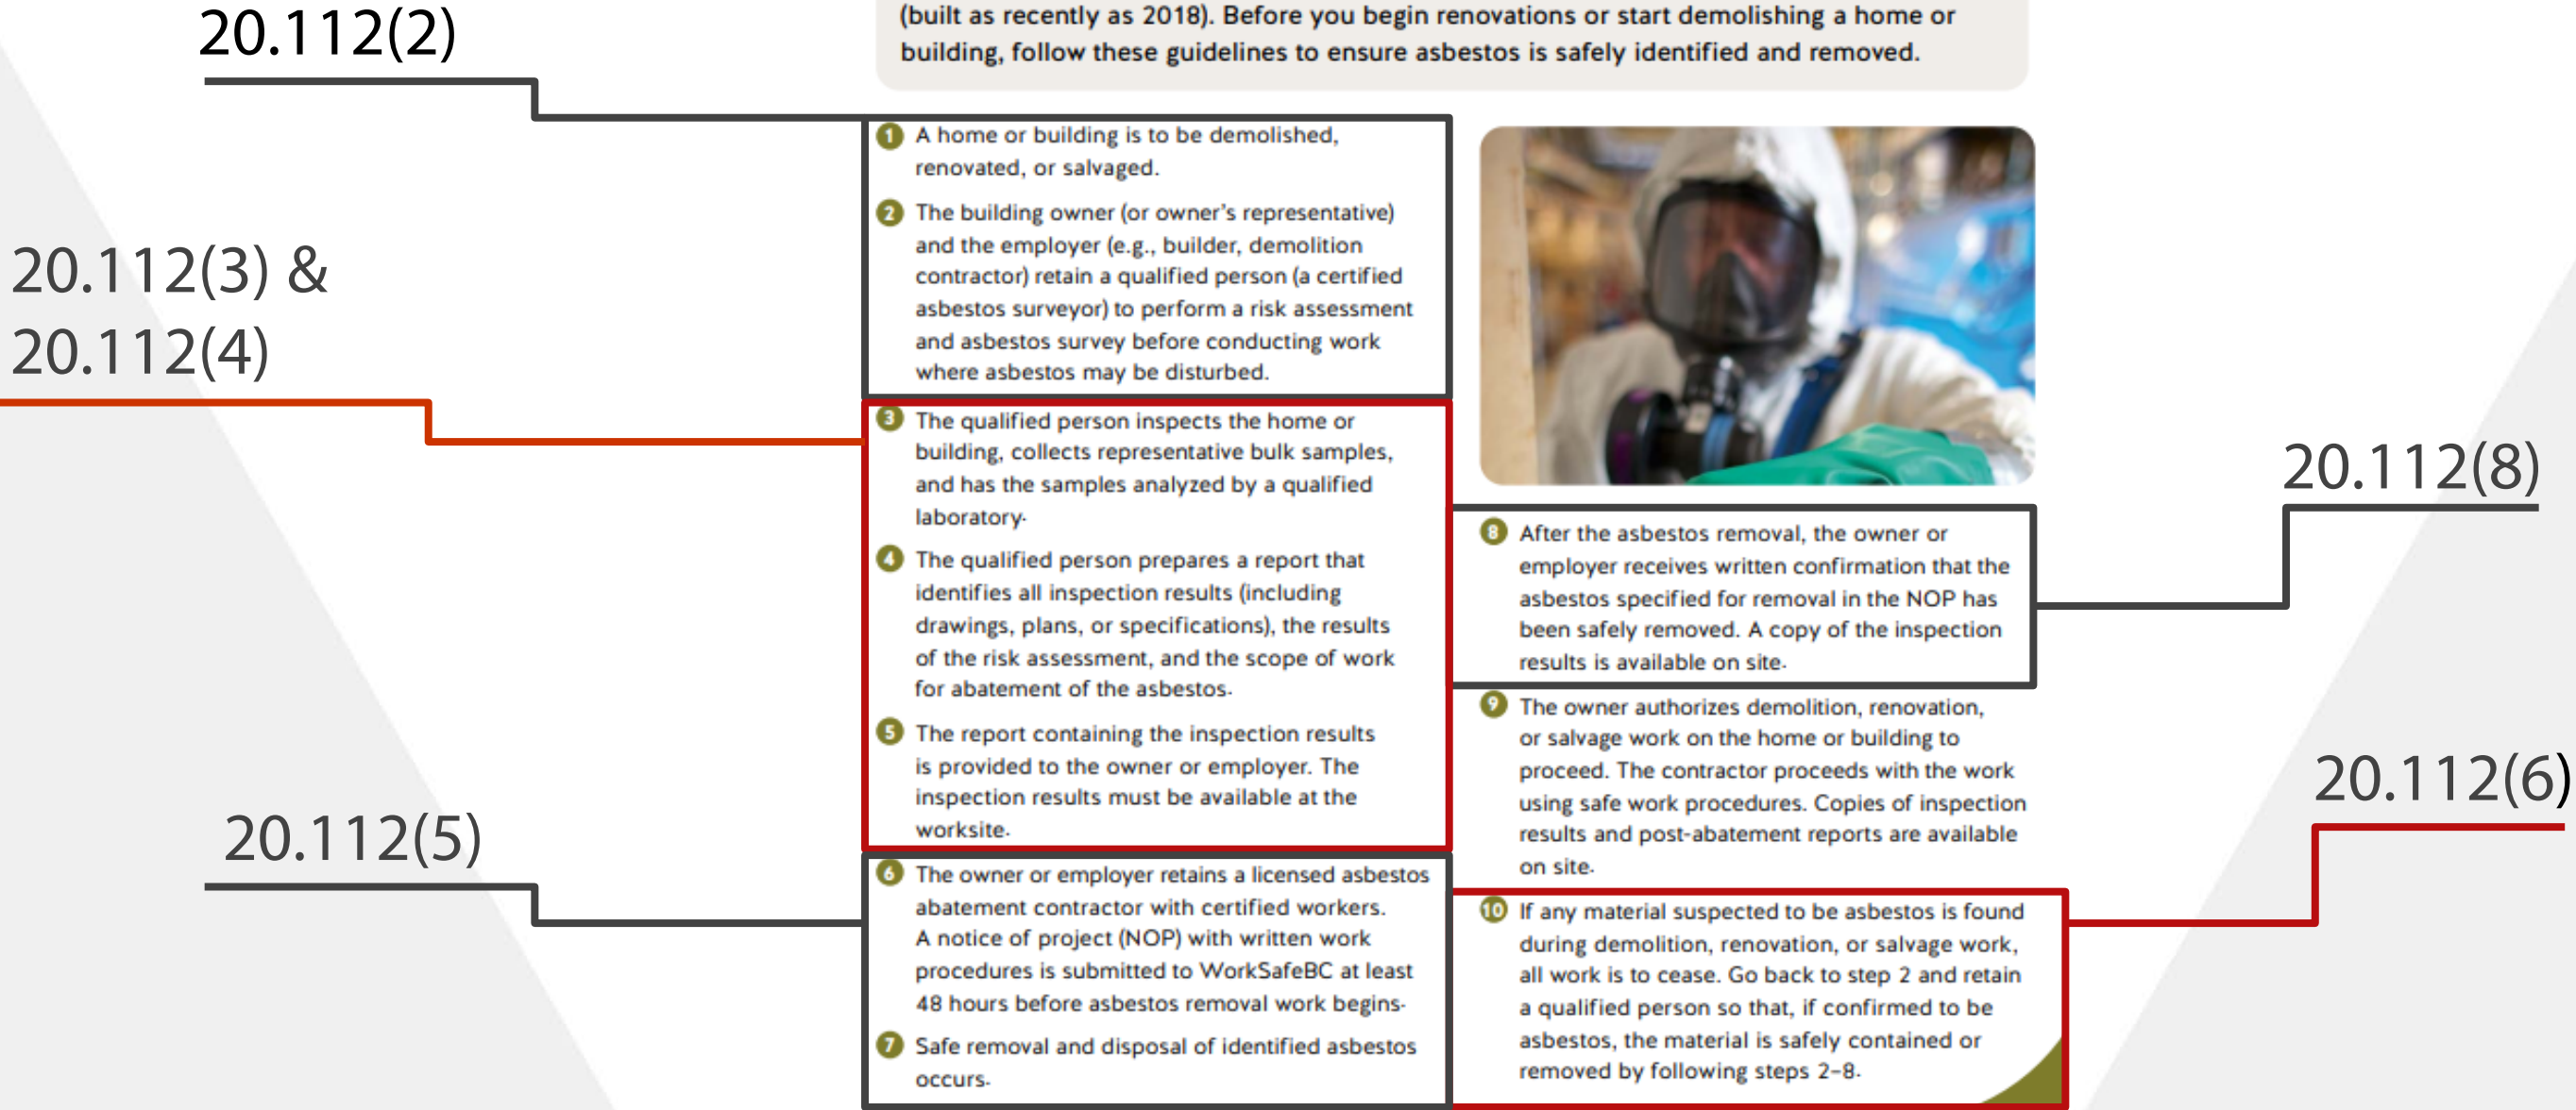 (built as recently as 2018). Before you begin renovations or start demolishing a home or
building, follow these guidelines to ensure asbestos is safely identified and removed.
20.112(2)
1 A home or building is to be demolished,
renovated, or salvaged.
2 The building owner (or owner's representative)
and the employer (e.g., builder, demolition
contractor) retain a qualified person (a certified
asbestos surveyor) to perform a risk assessment
and asbestos survey before conducting work
where asbestos may be disturbed.
20.112(3) &
20.112(4)
3 The qualified person inspects the home or
building, collects representative bulk samples,
and has the samples analyzed by a qualified
laboratory.
4 The qualified person prepares a report that
identifies all inspection results (including
drawings, plans, or specifications), the results
of the risk assessment, and the scope of work
for abatement of the asbestos.
5 The report containing the inspection results
is provided to the owner or employer. The
inspection results must be available at the
worksite.
20.112(5)
6 The owner or employer retains a licensed asbestos
abatement contractor with certified workers.
A notice of project (NOP) with written work
procedures is submitted to WorkSafeBC at least
48 hours before asbestos removal work begins.
7 Safe removal and disposal of identified asbestos
occurs.
20.112(8)
8 After the asbestos removal, the owner or
employer receives written confirmation that the
asbestos specified for removal in the NOP has
been safely removed. A copy of the inspection
results is available on site.
9 The owner authorizes demolition, renovation,
or salvage work on the home or building to
proceed. The contractor proceeds with the work
using safe work procedures. Copies of inspection
results and post-abatement reports are available
on site.
20.112(6)
10 If any material suspected to be asbestos is found
during demolition, renovation, or salvage work,
all work is to cease. Go back to step 2 and retain
a qualified person so that, if confirmed to be
asbestos, the material is safely contained or
removed by following steps 2–8.